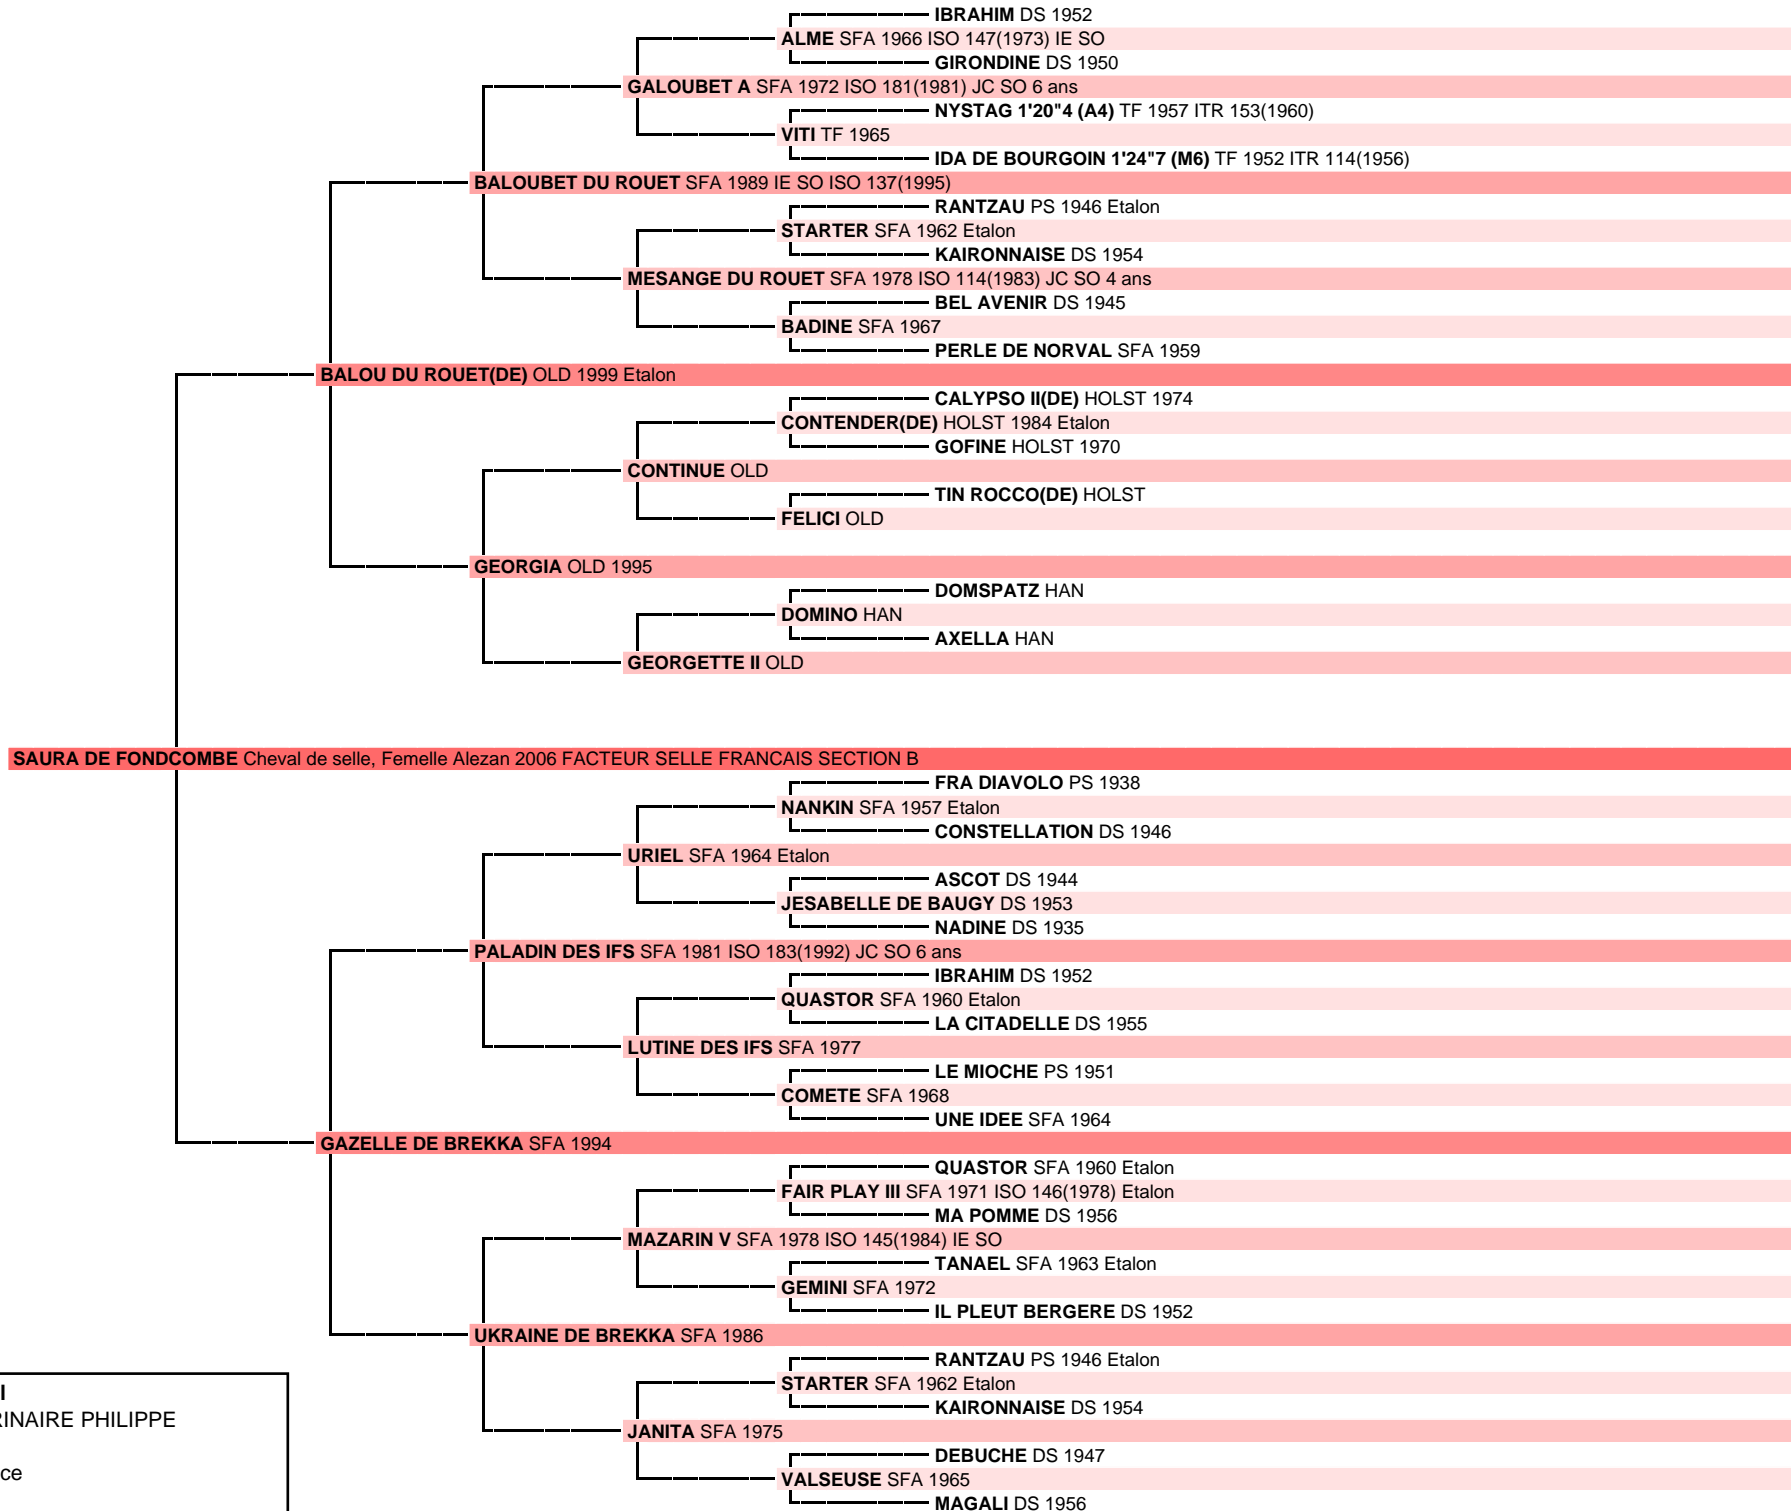 IBRAHIM DS 1952
ALME SFA 1966 ISO 147(1973) IE SO
GIRONDINE DS 1950
GALOUBET A SFA 1972 ISO 181(1981) JC SO 6 ans
NYSTAG 1'20"4 (A4) TF 1957 ITR 153(1960)
VITI TF 1965
IDA DE BOURGOIN 1'24"7 (M6) TF 1952 ITR 114(1956)
BALOUBET DU ROUET SFA 1989 IE SO ISO 137(1995)
RANTZAU PS 1946 Etalon
STARTER SFA 1962 Etalon
KAIRONNAISE DS 1954
MESANGE DU ROUET SFA 1978 ISO 114(1983) JC SO 4 ans
BEL AVENIR DS 1945
BADINE SFA 1967
PERLE DE NORVAL SFA 1959
BALOU DU ROUET(DE) OLD 1999 Etalon
CALYPSO II(DE) HOLST 1974
CONTENDER(DE) HOLST 1984 Etalon
GOFINE HOLST 1970
CONTINUE OLD
TIN ROCCO(DE) HOLST
FELICI OLD
GEORGIA OLD 1995
DOMSPATZ HAN
DOMINO HAN
AXELLA HAN
GEORGETTE II OLD
SAURA DE FONDCOMBE Cheval de selle, Femelle Alezan 2006 FACTEUR SELLE FRANCAIS SECTION B
FRA DIAVOLO PS 1938
NANKIN SFA 1957 Etalon
CONSTELLATION DS 1946
URIEL SFA 1964 Etalon
ASCOT DS 1944
JESABELLE DE BAUGY DS 1953
NADINE DS 1935
PALADIN DES IFS SFA 1981 ISO 183(1992) JC SO 6 ans
IBRAHIM DS 1952
QUASTOR SFA 1960 Etalon
LA CITADELLE DS 1955
LUTINE DES IFS SFA 1977
LE MIOCHE PS 1951
COMETE SFA 1968
UNE IDEE SFA 1964
GAZELLE DE BREKKA SFA 1994
QUASTOR SFA 1960 Etalon
FAIR PLAY III SFA 1971 ISO 146(1978) Etalon
MA POMME DS 1956
MAZARIN V SFA 1978 ISO 145(1984) IE SO
TANAEL SFA 1963 Etalon
GEMINI SFA 1972
IL PLEUT BERGERE DS 1952
UKRAINE DE BREKKA SFA 1986
RANTZAU PS 1946 Etalon
STARTER SFA 1962 Etalon
KAIRONNAISE DS 1954
JANITA SFA 1975
DEBUCHE DS 1947
VALSEUSE SFA 1965
MAGALI DS 1956
I
RINAIRE PHILIPPE
ce